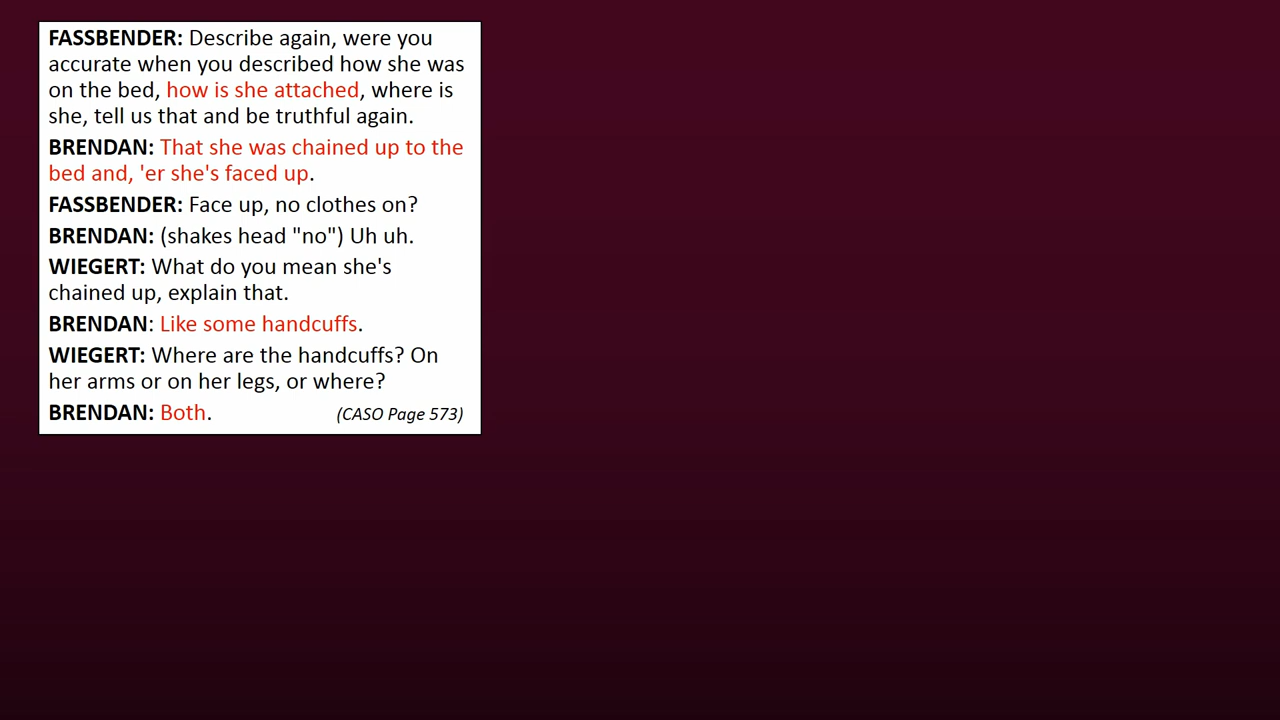 FASSBENDER: Describe again, were you
accurate when you described how she was
on the bed, how is she attached, where is
she, tell us that and be truthful again.
BRENDAN: That she was chained up to the
bed and, 'er she's faced up.
FASSBENDER: Face up, no clothes on?
BRENDAN: (shakes head "no") Uh uh.
WIEGERT: What do you mean she's
chained up, explain that.
BRENDAN: Like some handcuffs.
WIEGERT: Where are the handcuffs? On
her arms or on her legs, or where?
BRENDAN: Both. (CASO Page 573)